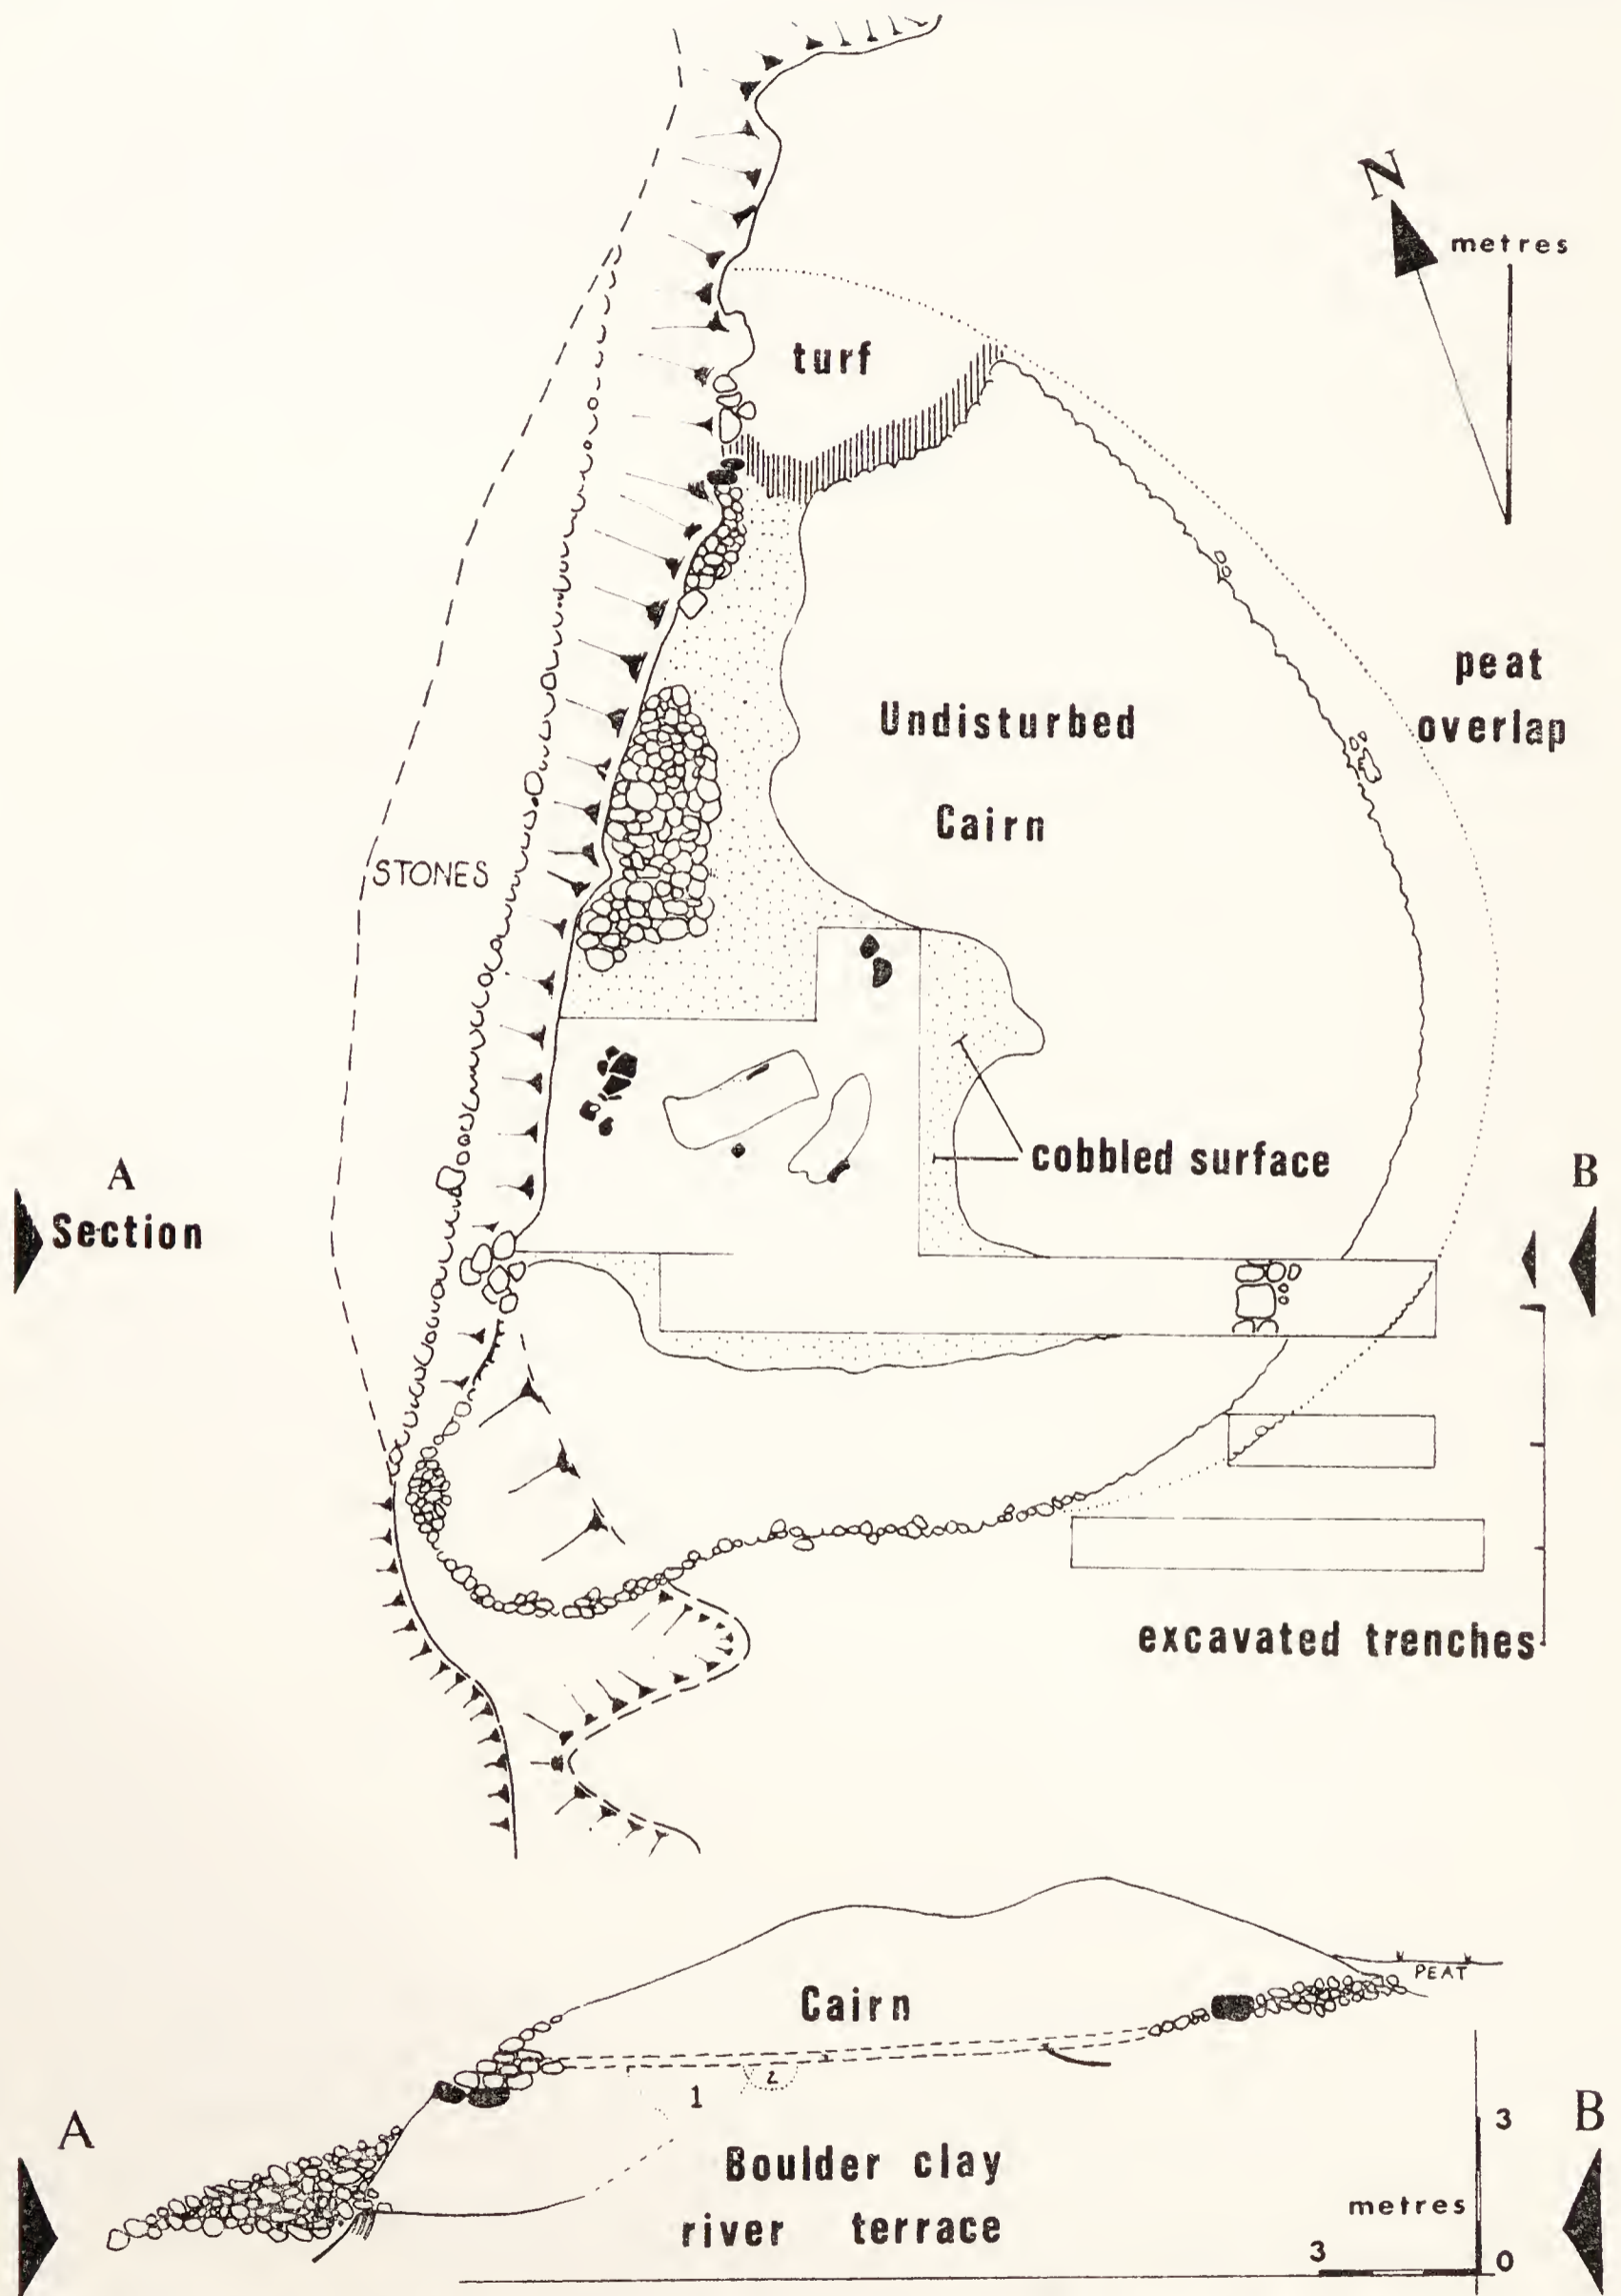 N
metres
turf
peat
overlap
Undisturbed
Cairn
STONES
cobbled surface
A
B
Section
excavated trenches
PEAT
Cairn
2
1
A
3
B
Boulder clay
metres
river terrace
3
0